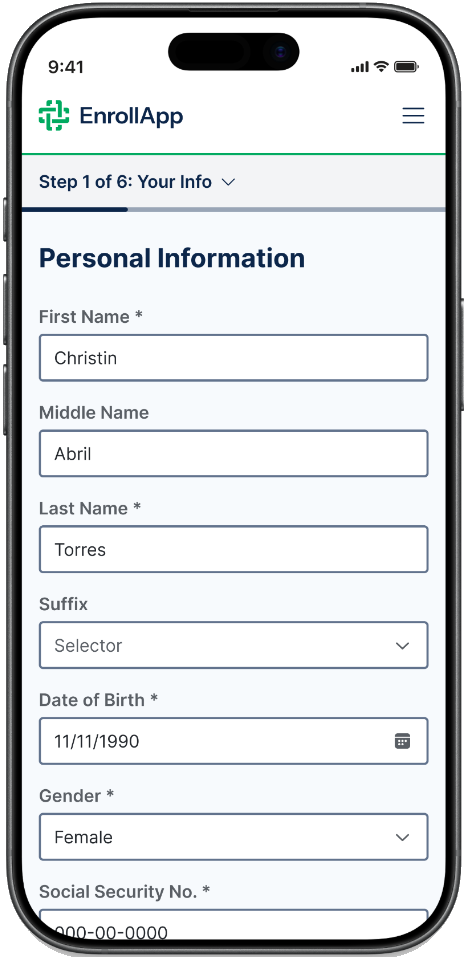 9:41
EnrollApp
Step 1 of 6: Your Info
Personal Information
First Name *
Christin
Middle Name
Abril
Last Name *
Torres
Suffix
Selector
Date of Birth *
11/11/1990
Gender *
Female
Social Security No. *
000-00-0000